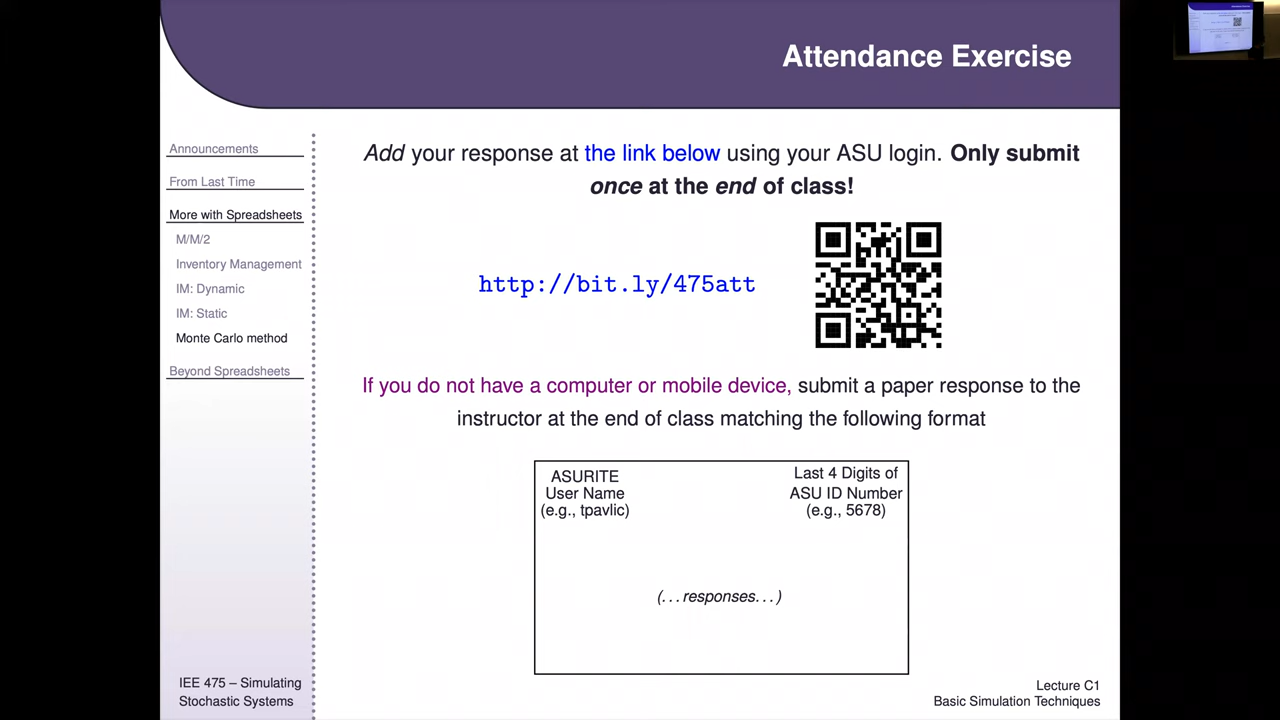 Attendance Exercise
Announcements
From Last Time
More with Spreadsheets
M/M/2
Inventory Management
IM: Dynamic
IM: Static
Monte Carlo method
Beyond Spreadsheets
Add your response at the link below using your ASU login. Only submit
once at the end of class!
http://bit.ly/475att
If you do not have a computer or mobile device, submit a paper response to the
instructor at the end of class matching the following format
ASURITE
User Name
(e.g., tpavlic)
Last 4 Digits of
ASU ID Number
(e.g., 5678)
(...responses...)
IEE 475 – Simulating
Stochastic Systems
Lecture C1
Basic Simulation Techniques